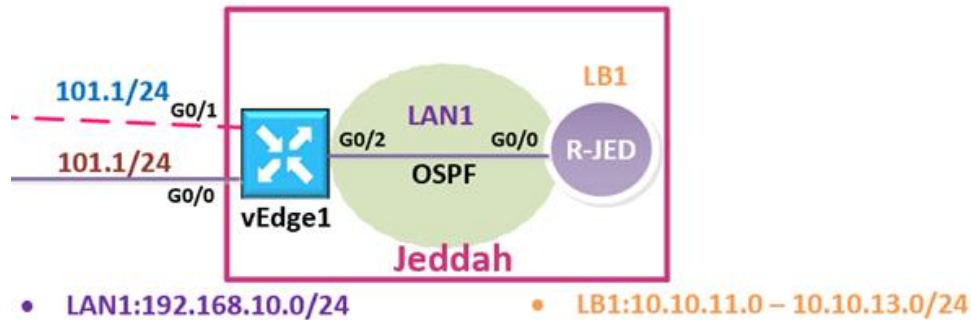 LB1
101.1/24
G0/1
LAN1
G0/2
G0/0
R-JED
101.1/24
OSPF
G0/0
vEdge1
Jeddah
• LAN1:192.168.10.0/24
• LB1:10.10.11.0 – 10.10.13.0/24